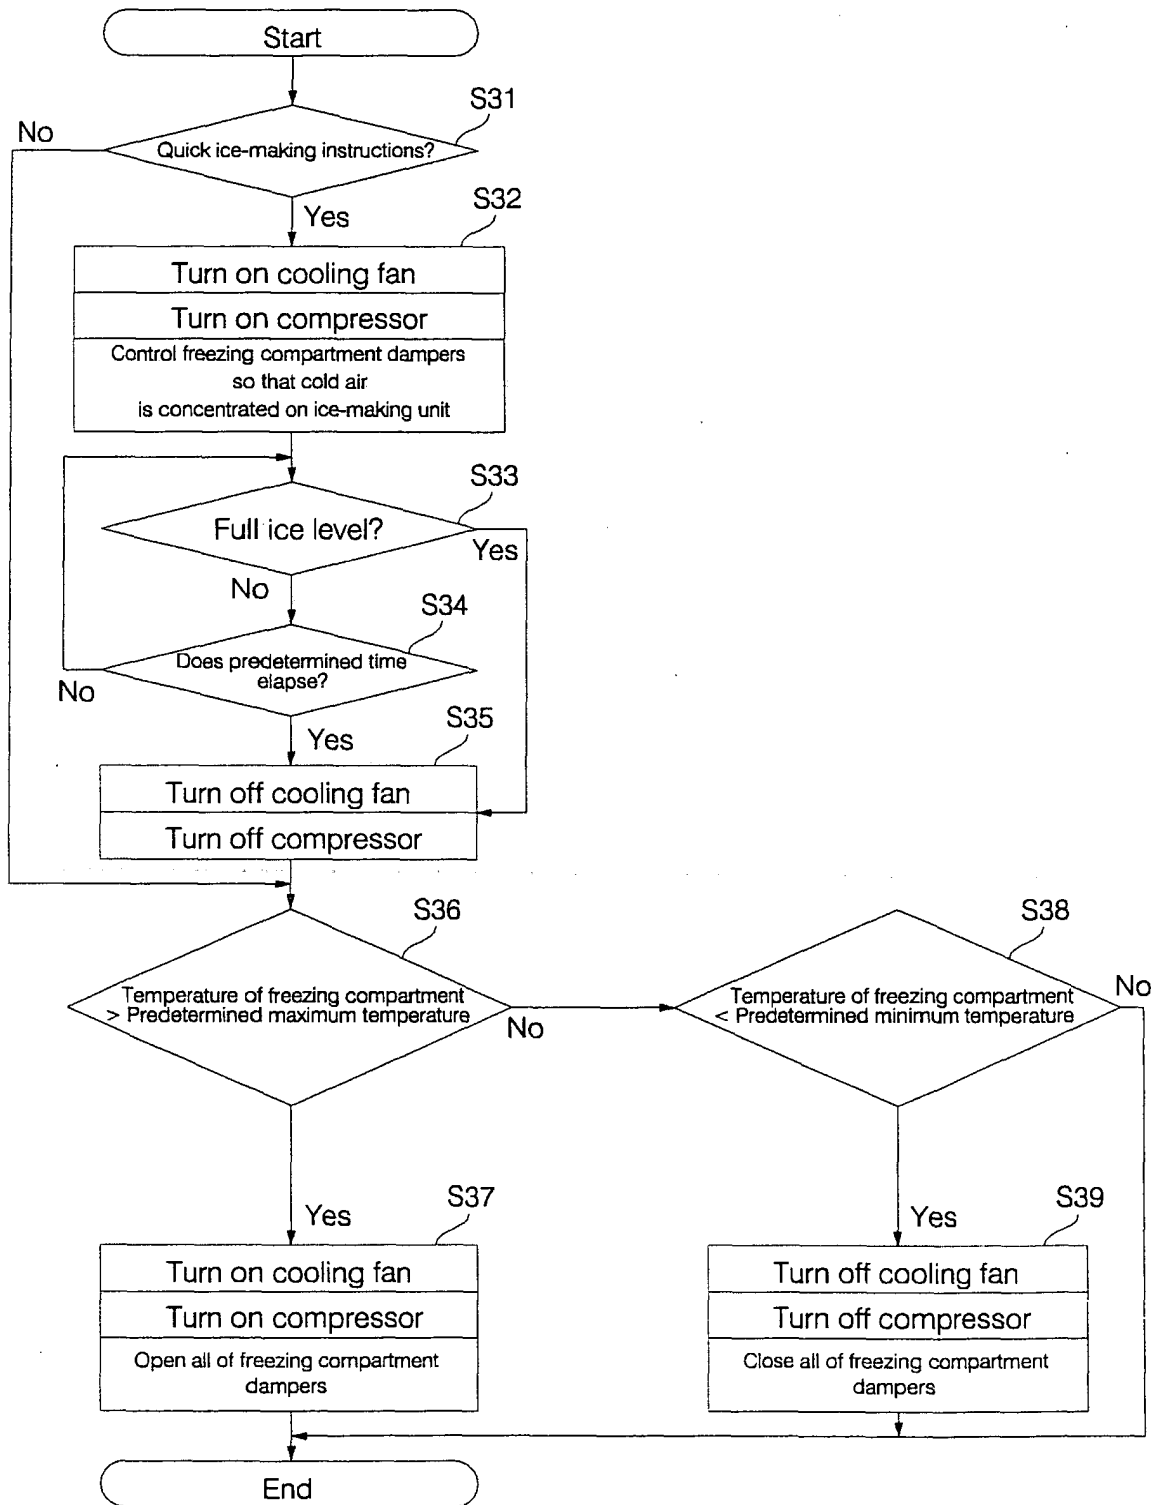 Start
S31
No
Quick ice-making instructions?
Yes
S32
Turn on cooling fan
Turn on compressor
Control freezing compartment dampers
so that cold air
is concentrated on ice-making unit
S33
Full ice level?
Yes
No
S34
Does predetermined time
elapse?
No
Yes
S35
Turn off cooling fan
Turn off compressor
S36
Temperature of freezing compartment
> Predetermined maximum temperature
No
S38
Temperature of freezing compartment
< Predetermined minimum temperature
No
Yes
S37
Turn on cooling fan
Turn on compressor
Open all of freezing compartment
dampers
Yes
S39
Turn off cooling fan
Turn off compressor
Close all of freezing compartment
dampers
End